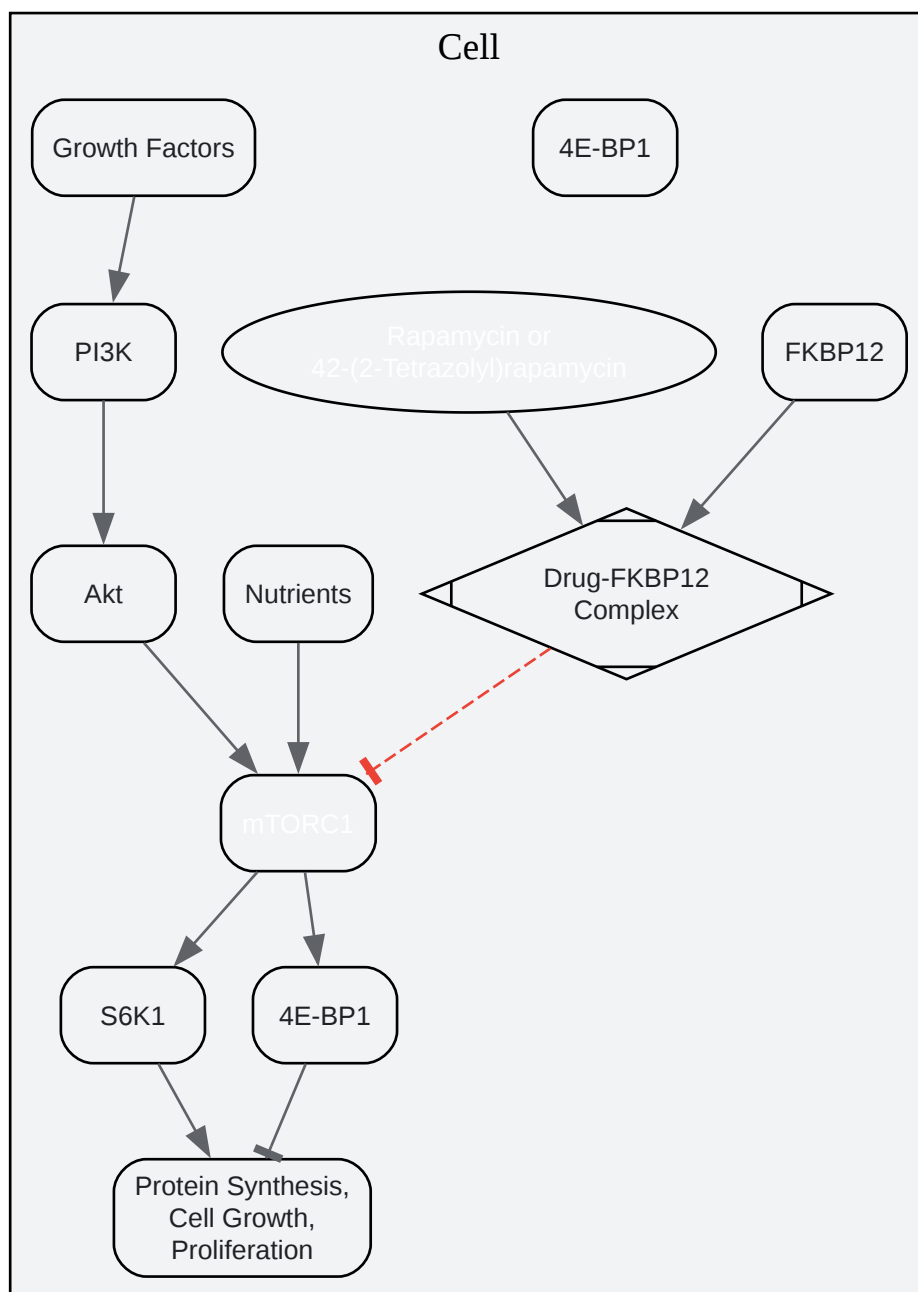 Cell
Growth Factors
4E-BP1
PI3K
Rapamycin or
42-(2-Tetrazolyl)rapamycin
FKBP12
Akt
Nutrients
Drug-FKBP12
Complex
mTORC1
S6K1
4E-BP1
Protein Synthesis,
Cell Growth,
Proliferation